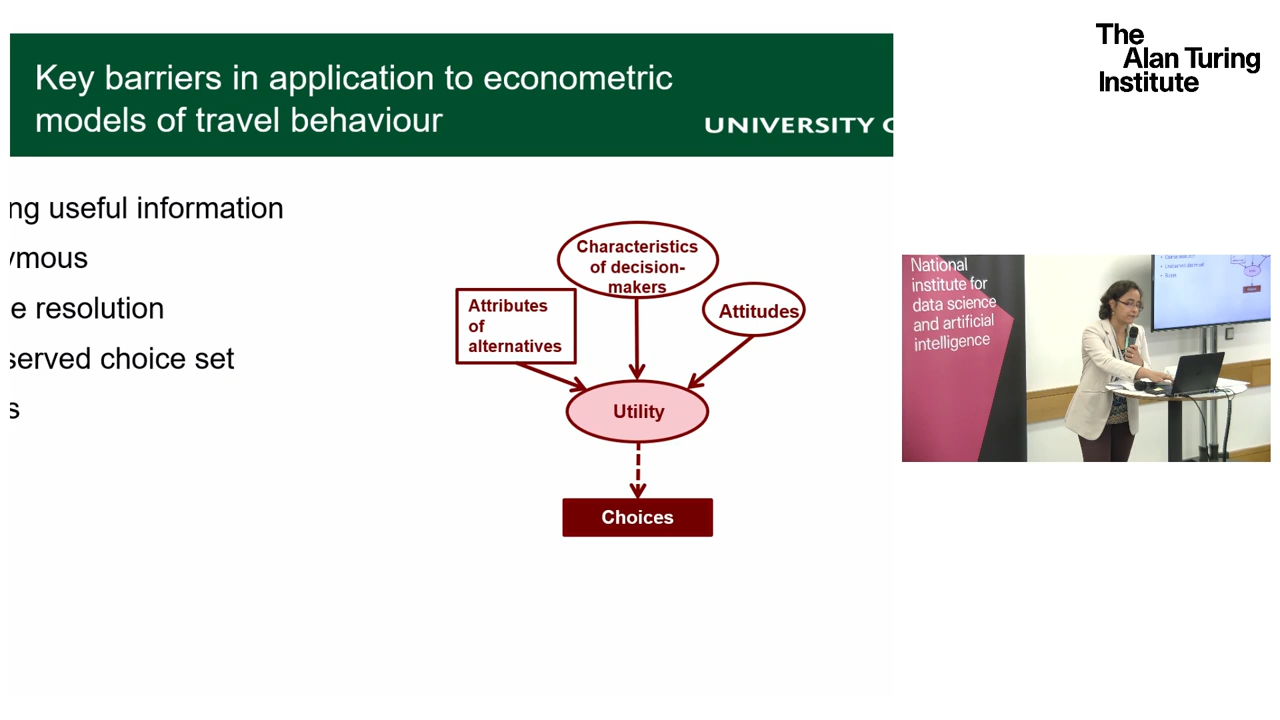 The
Alan Turing
Institute
Key barriers in application to econometric
models of travel behaviour
UNIVERSITY
ng useful information
ymous
e resolution
served choice set
s
Characteristics
of decision-
makers
Attributes
of
alternatives
Attitudes
Utility
Choices
National
institute for
data science
and artificial
intelligence